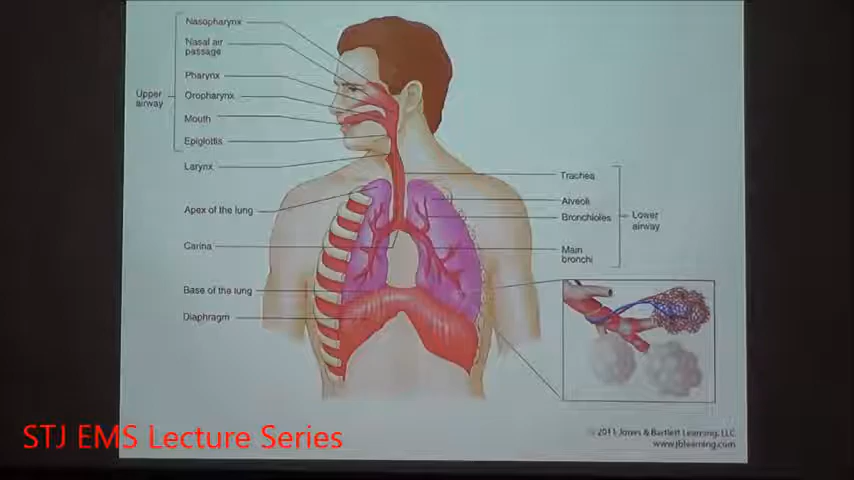 Nasopharynx
Nasal air
passage
Pharynx
Upper
airway
Oropharynx
Mouth
Epiglottis
Larynx
Apex of the lung
Carina
Base of the lung
Diaphragm
Trachea
Alveoli
Bronchioles
Lower
airway
Main
bronchi
© 2011 Jones & Bartlett Learning, LLC
www.jblearning.com
STJ EMS Lecture Series